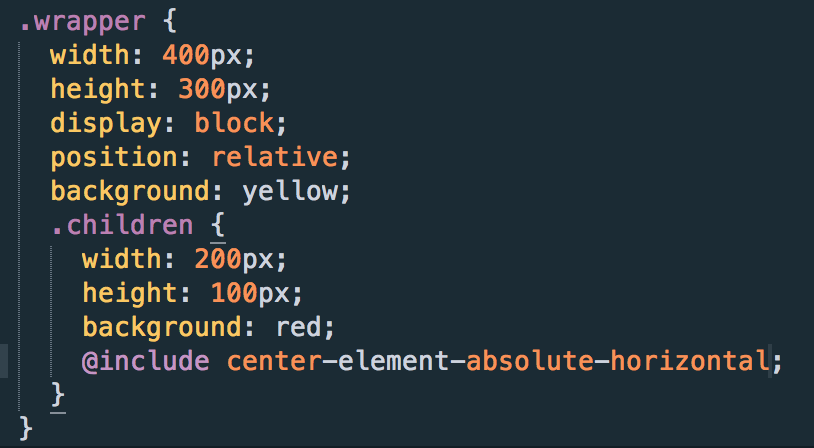 .wrapper {
  width: 400px;
  height: 300px;
  display: block;
  position: relative;
  background: yellow;
  .children {
    width: 200px;
    height: 100px;
    background: red;
    @include center-element-absolute-horizontal;
  }
}